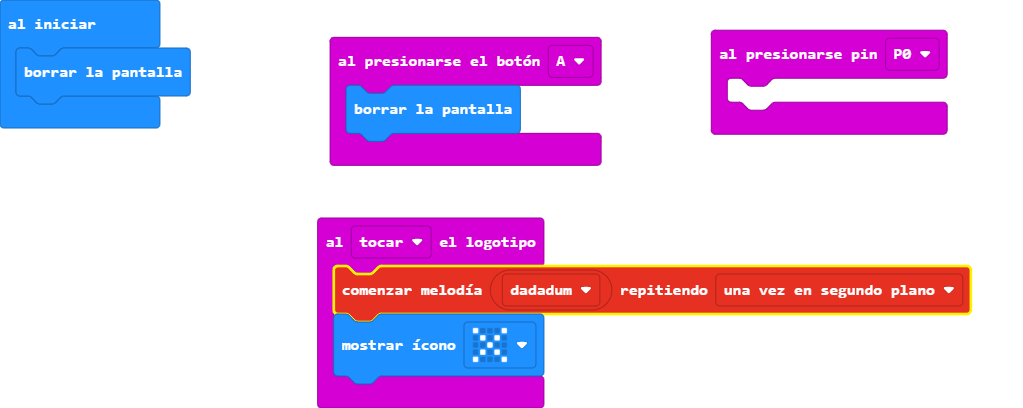 al iniciar
borrar la pantalla
al presionarse el botón A
borrar la pantalla
al presionarse pin P0
al tocar el logotipo
comenzar melodía dadadum repitiendo una vez en segundo plano
mostrar ícono